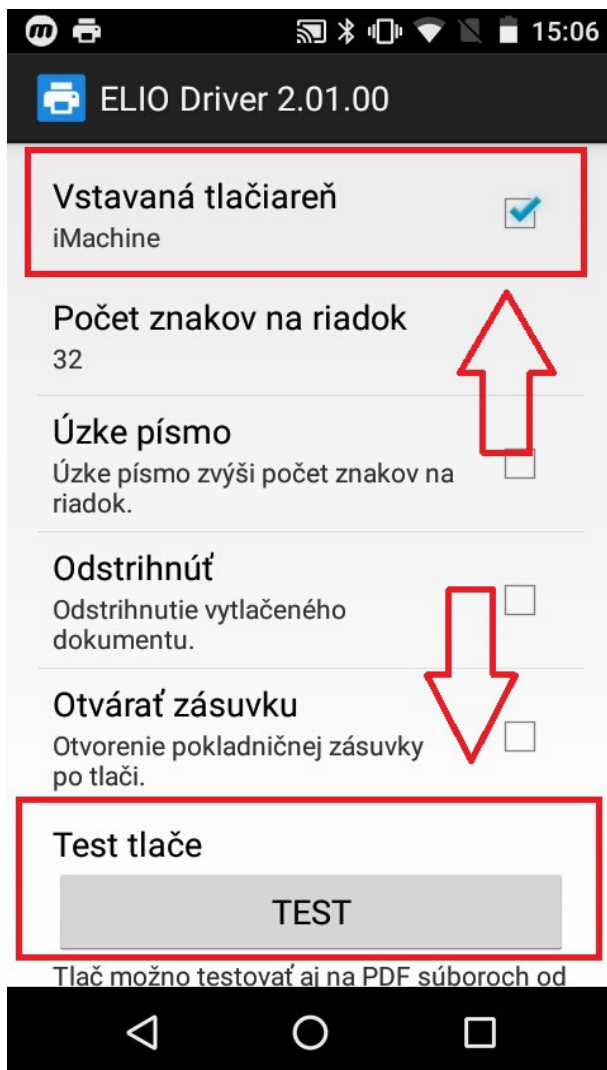 15:06
ELIO Driver 2.01.00
Vstavaná tlačiareň
iMachine
Počet znakov na riadok
32
Úzke písmo
Úzke písmo zvýši počet znakov na
riadok.
Odstrihnúť
Odstrihnutie vytlačeného
dokumentu.
Otvárať zásuvku
Otvorenie pokladničnej zásuvky
po tlači.
Test tlače
TEST
Tlač možno testovať aj na PDF súboroch od